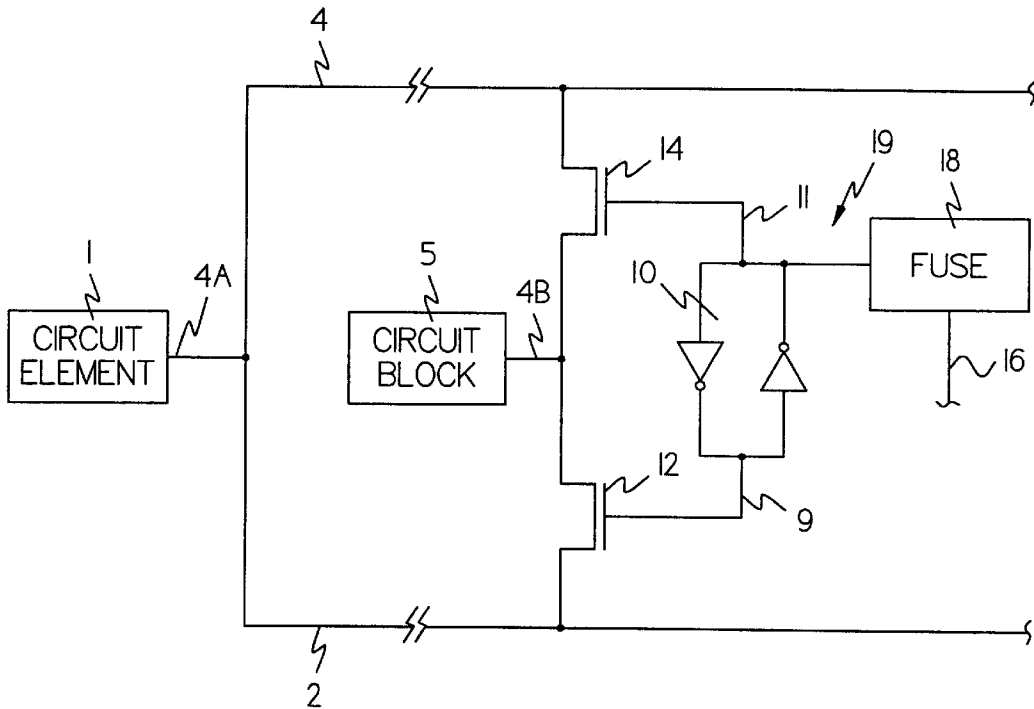 4
14
19
18
11
FUSE
1
4A
5
4B
10
CIRCUIT
ELEMENT
CIRCUIT
BLOCK
16
12
9
2